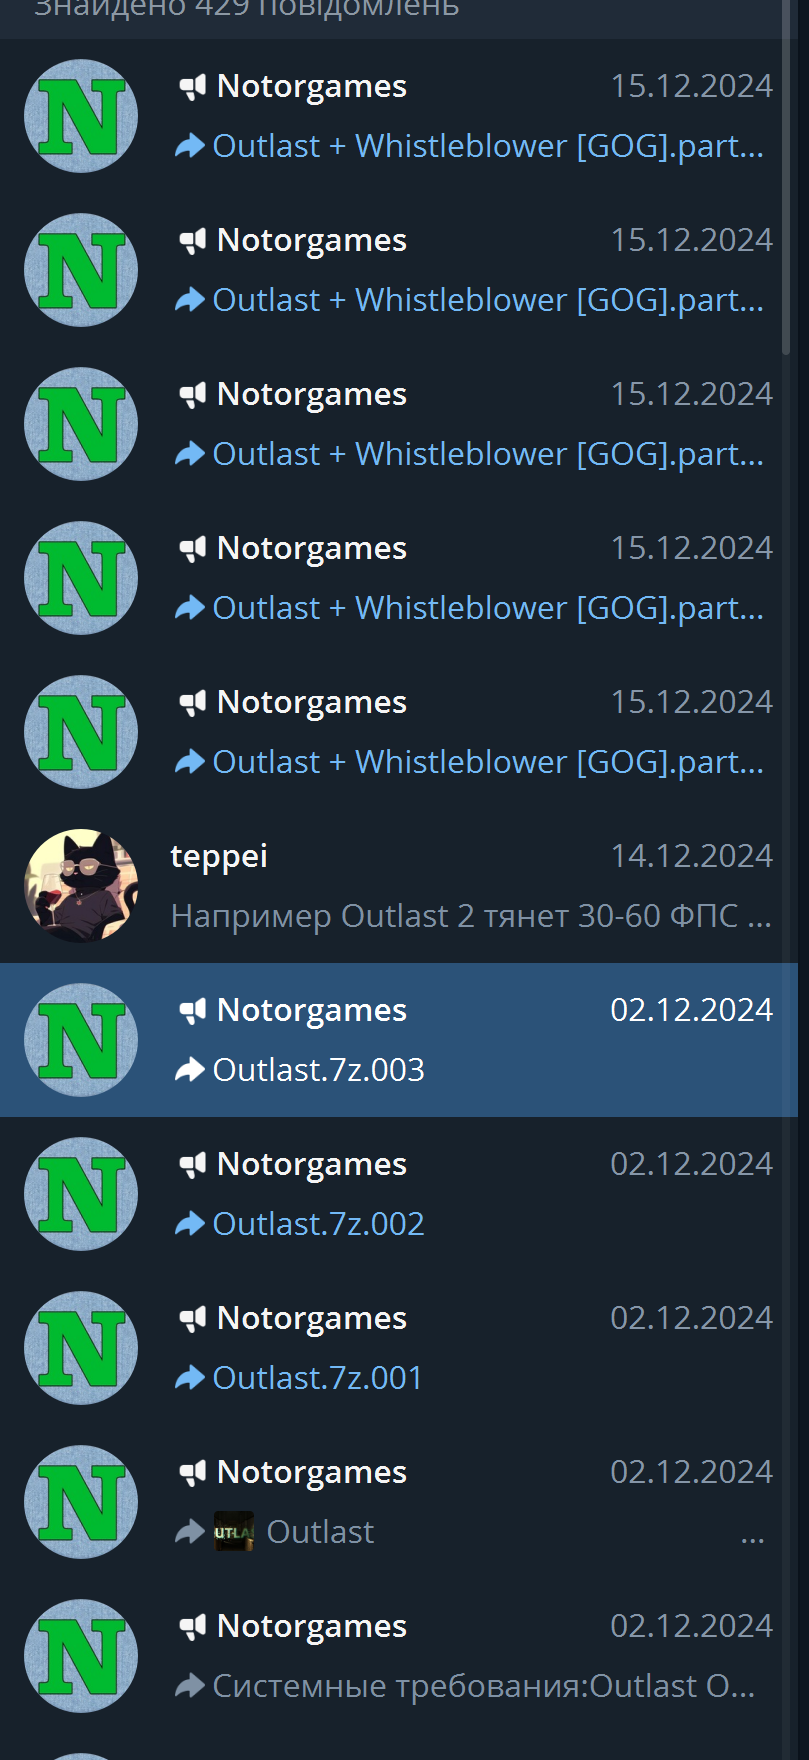 Знайдено 429 повідомлень
Notorgames 15.12.2024
Outlast + Whistleblower [GOG].part...
Notorgames 15.12.2024
Outlast + Whistleblower [GOG].part...
Notorgames 15.12.2024
Outlast + Whistleblower [GOG].part...
Notorgames 15.12.2024
Outlast + Whistleblower [GOG].part...
Notorgames 15.12.2024
Outlast + Whistleblower [GOG].part...
teppei 14.12.2024
Например Outlast 2 тянет 30-60 ФПС ...
Notorgames 02.12.2024
Outlast.7z.003
Notorgames 02.12.2024
Outlast.7z.002
Notorgames 02.12.2024
Outlast.7z.001
Notorgames 02.12.2024
Outlast ...
Notorgames 02.12.2024
Системные требования:Outlast O...